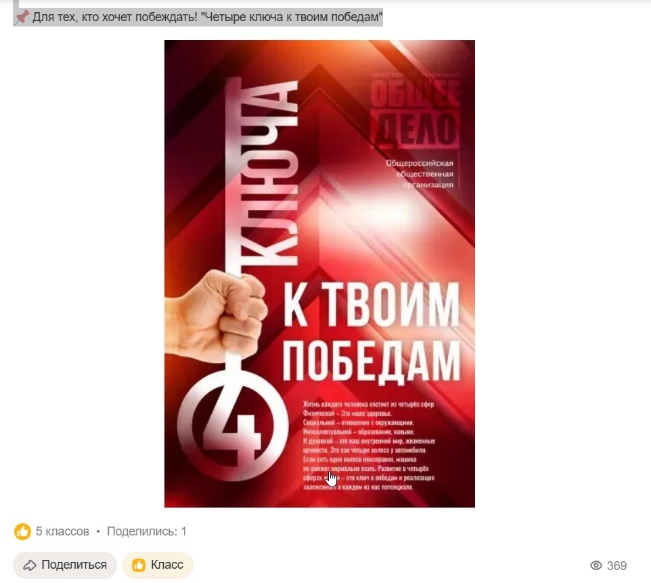 📌 Для тех, кто хочет побеждать! "Четыре ключа к твоим победам"
ОБЩЕЕ
ДЕЛО
Общероссийская
общественная
организация
4 КЛЮЧА
К ТВОИМ
ПОБЕДАМ
Жизнь каждого человека состоит из четырёх сфер
Физической – Это наше здоровье.
Социальной – отношения с окружающими.
Интеллектуальной – образование, навыки.
И духовной – это наш внутренний мир, жизненные
ценности. Это как четыре колеса у автомобиля.
Если хоть одно колесо неисправно, машина
не сможет нормально ехать. Развитие в четырёх
сферах – это ключ к победам и реализация
заложенного в каждом из нас потенциала.
5 классов • Поделились: 1
Поделиться
Класс
369